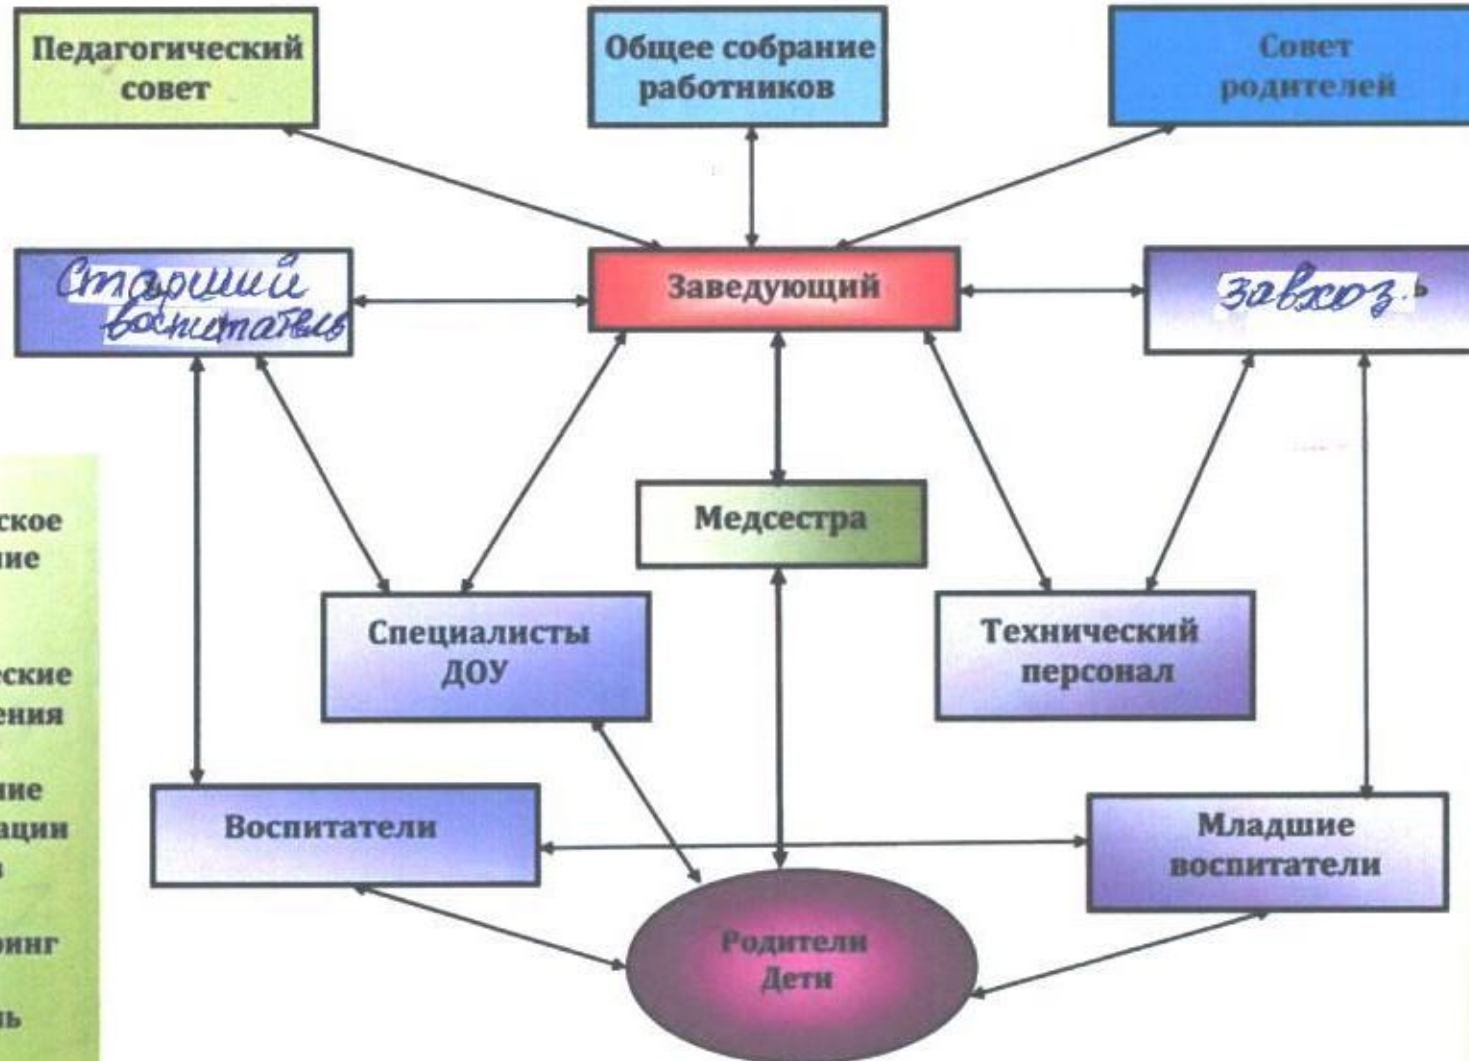 Педагогический
совет
Общее собрание
работников
Совет
родителей
Старший
воспитатель
Заведующий
завхоз.ь
Медсестра
Специалисты
ДОУ
Технический
персонал
Воспитатели
Младшие
воспитатели
Родители
Дети